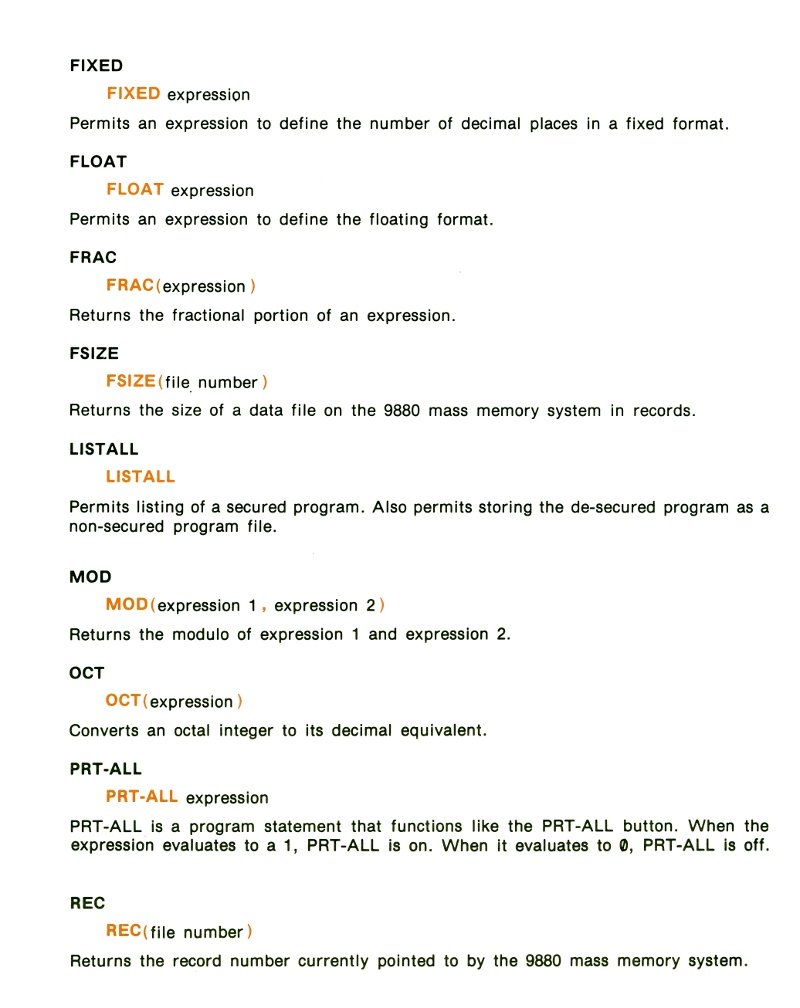 FIXED
FIXED expression
Permits an expression to define the number of decimal places in a fixed format.
FLOAT
FLOAT expression
Permits an expression to define the floating format.
FRAC
FRAC(expression)
Returns the fractional portion of an expression.
FSIZE
FSIZE(file number)
Returns the size of a data file on the 9880 mass memory system in records.
LISTALL
LISTALL
Permits listing of a secured program. Also permits storing the de-secured program as a
non-secured program file.
MOD
MOD(expression 1, expression 2)
Returns the modulo of expression 1 and expression 2.
OCT
OCT(expression)
Converts an octal integer to its decimal equivalent.
PRT-ALL
PRT-ALL expression
PRT-ALL is a program statement that functions like the PRT-ALL button. When the
expression evaluates to a 1, PRT-ALL is on. When it evaluates to 0, PRT-ALL is off.
REC
REC(file number)
Returns the record number currently pointed to by the 9880 mass memory system.